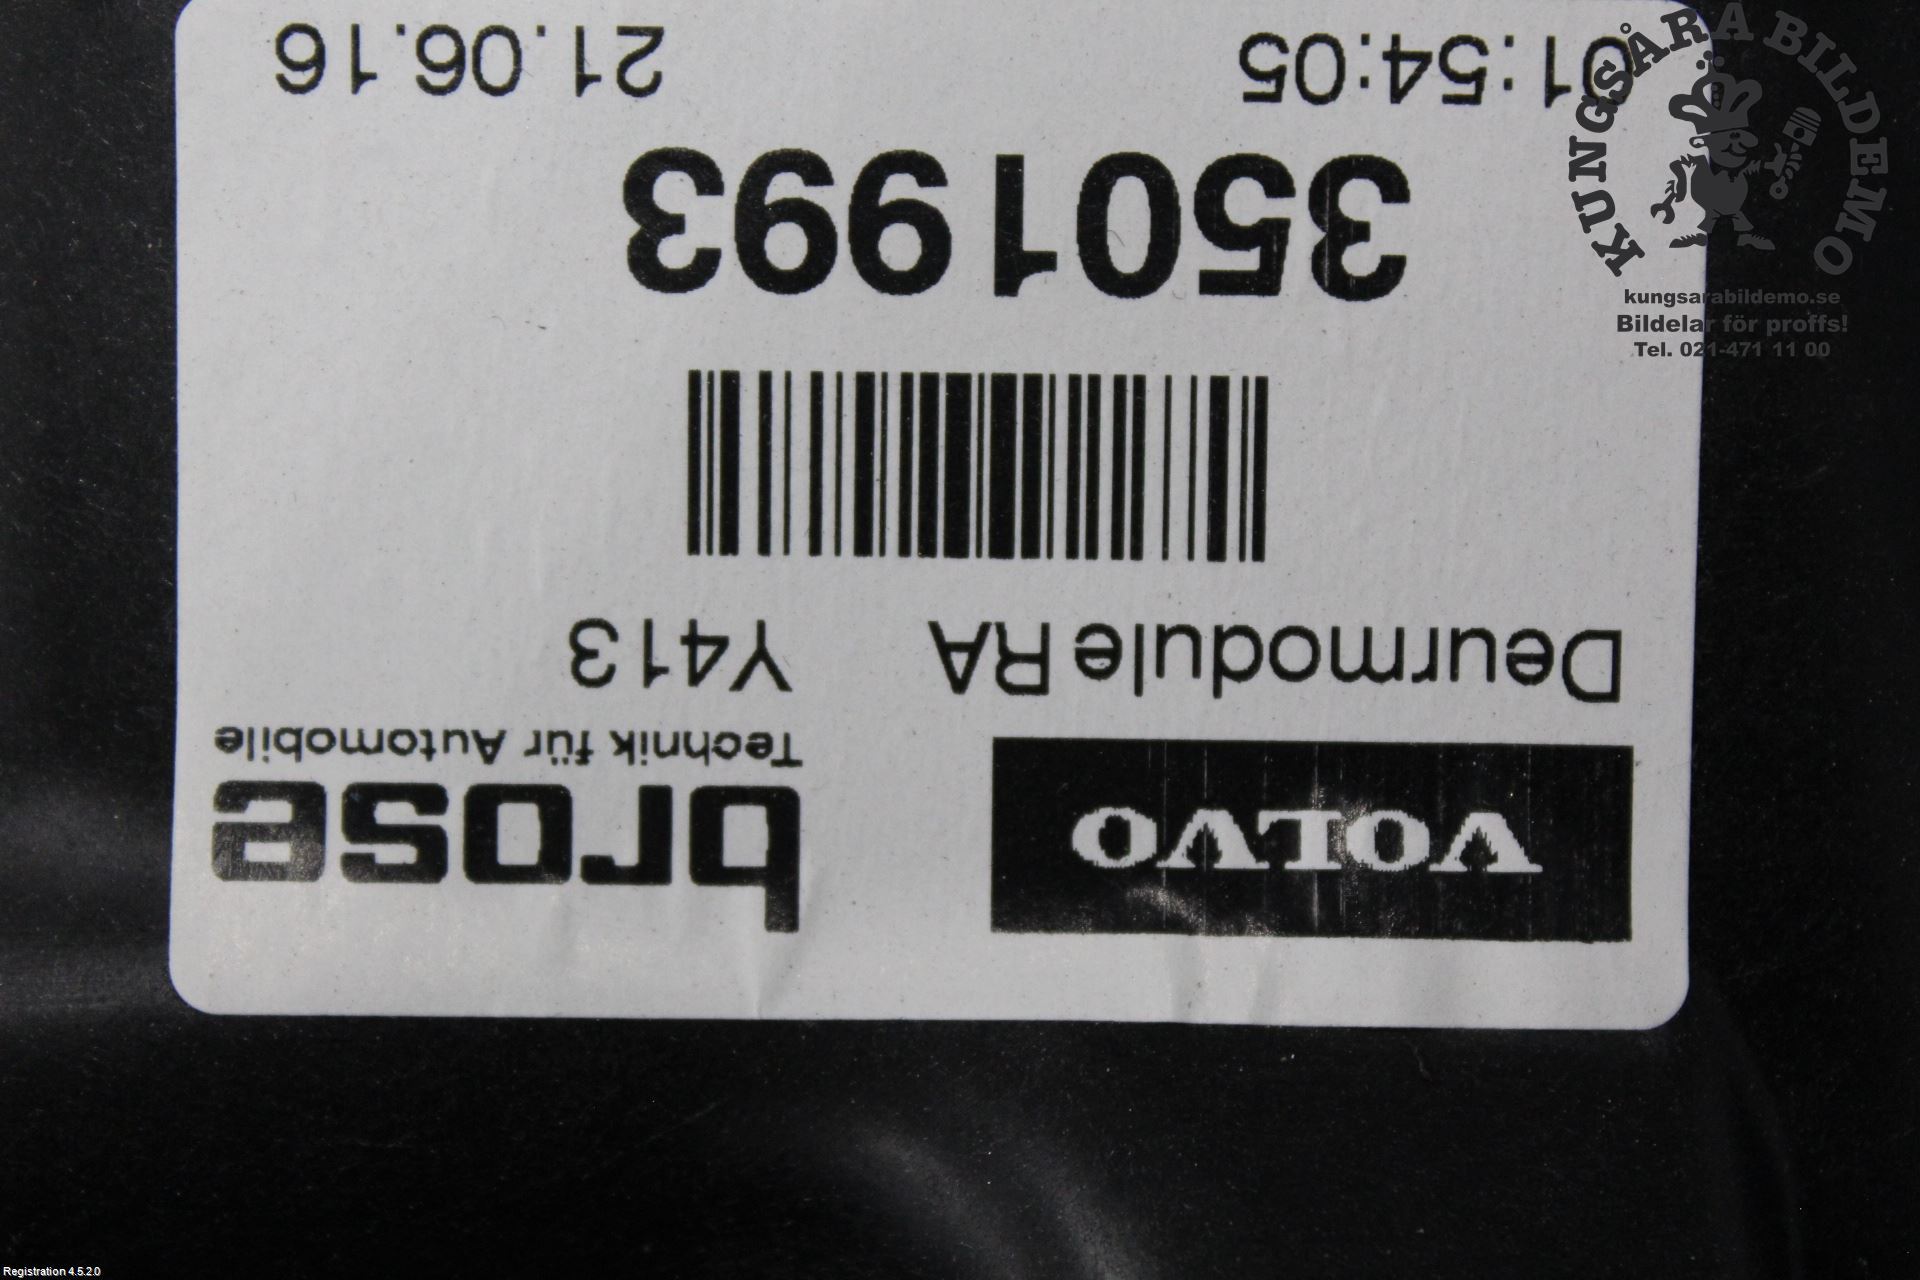 VOLVO brose
Technik für Automobile
Deurmodule RA Y413
3501993
01:54:05 21.06.16
KUNGSÅRA BILDEMO
kungsarabildemo.se
Bildelar för proffs!
Tel. 021-471 11 00
Registration 4.5.2.0